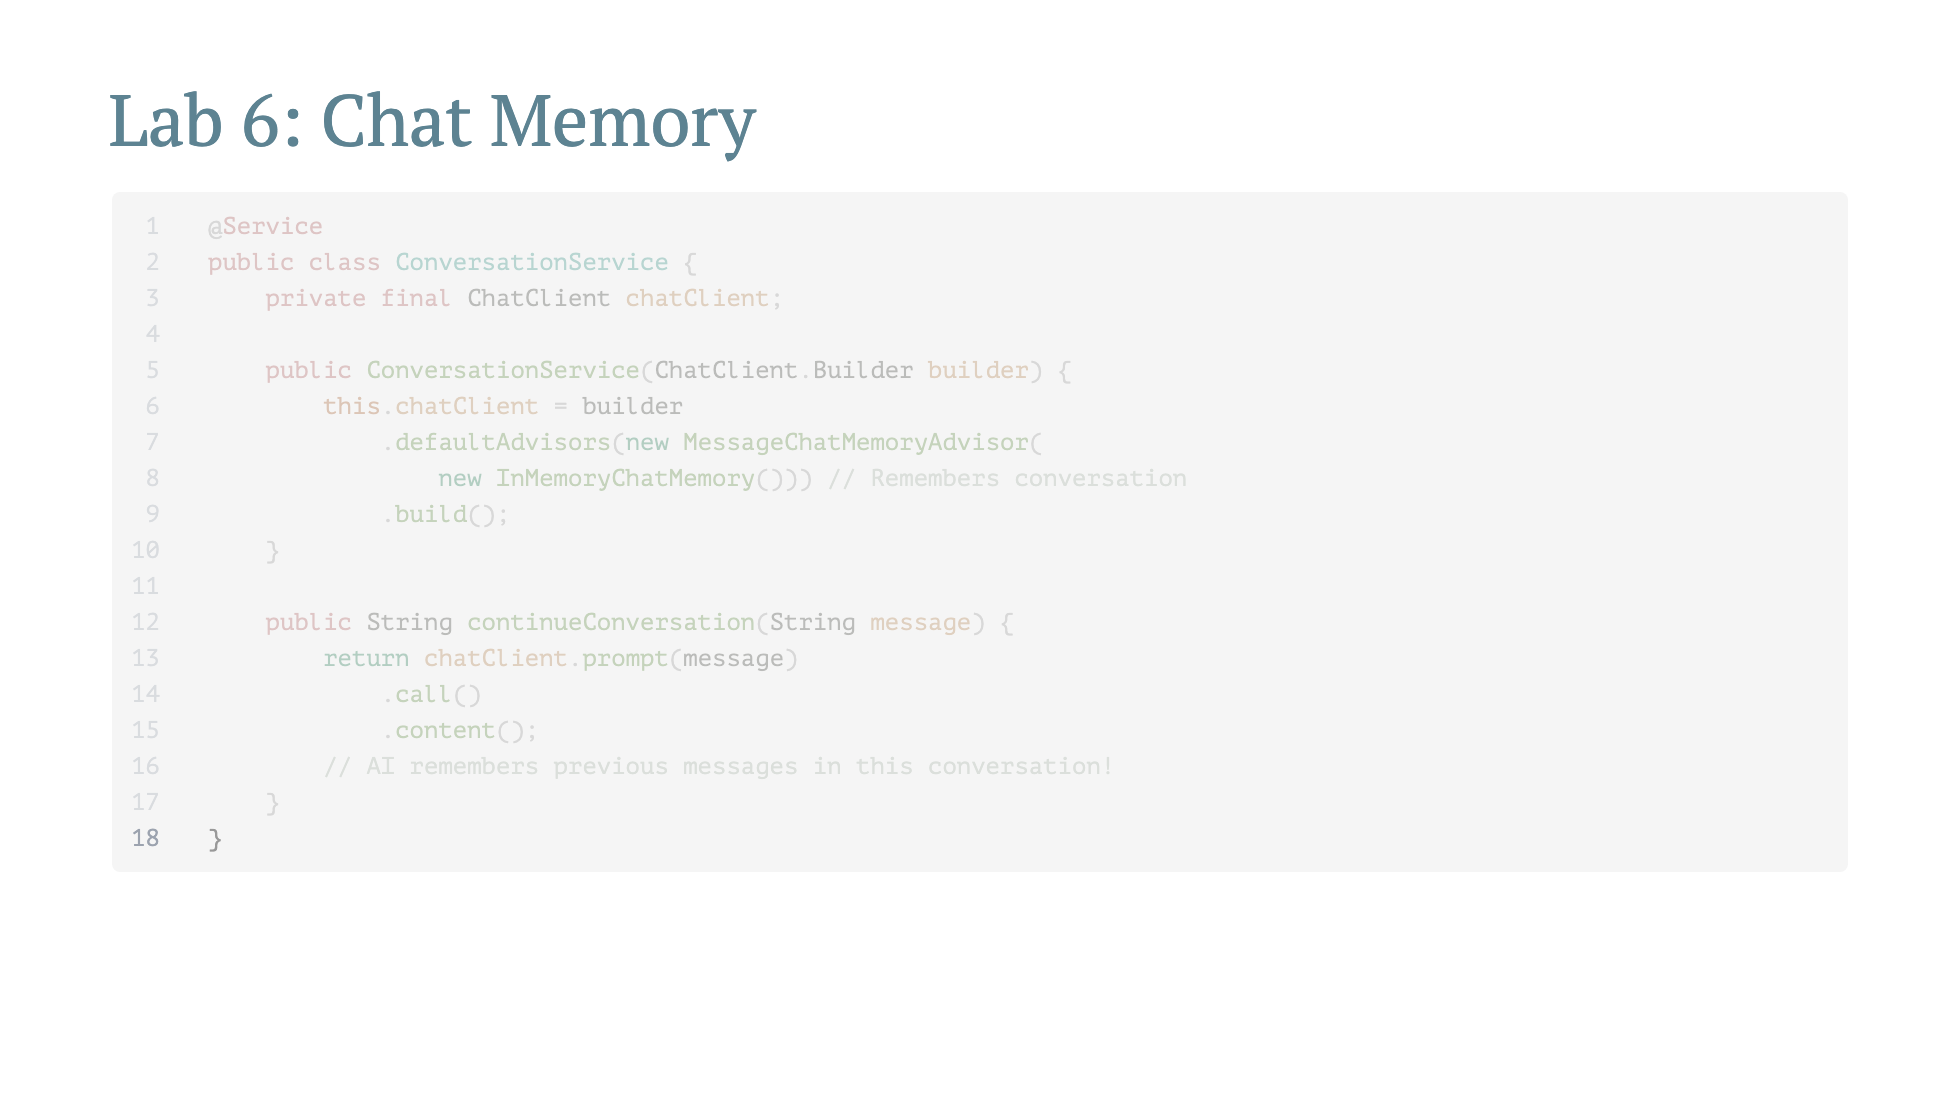 Lab 6: Chat Memory
1 @Service
2 public class ConversationService {
3     private final ChatClient chatClient;
4
5     public ConversationService(ChatClient.Builder builder) {
6         this.chatClient = builder
7             .defaultAdvisors(new MessageChatMemoryAdvisor(
8                 new InMemoryChatMemory())) // Remembers conversation
9             .build();
10     }
11
12     public String continueConversation(String message) {
13         return chatClient.prompt(message)
14             .call()
15             .content();
16         // AI remembers previous messages in this conversation!
17     }
18 }